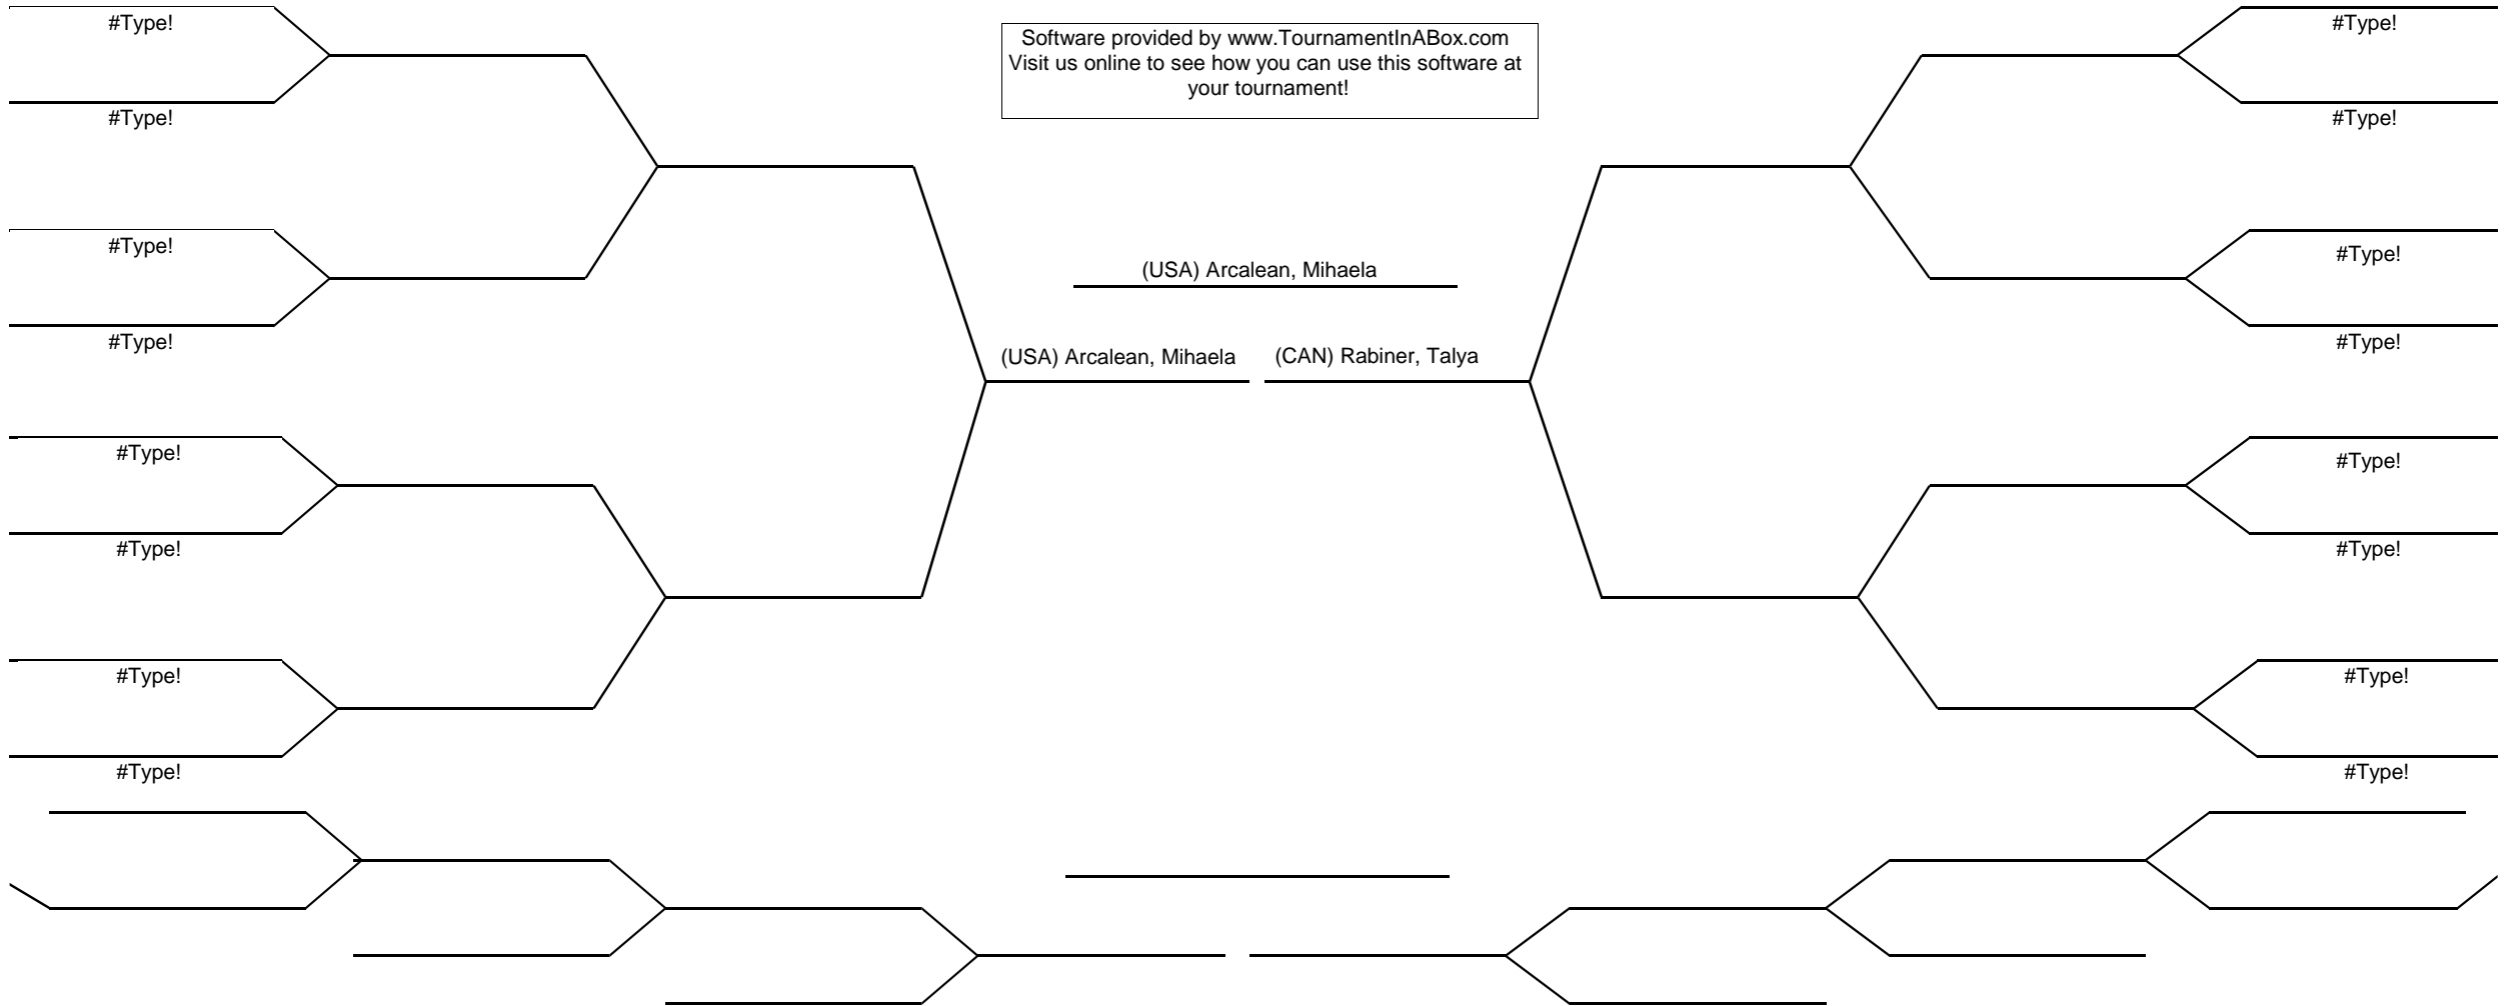 #Type!
#Type!
Software provided by www.TournamentInABox.com
Visit us online to see how you can use this software at
your tournament!
#Type!
#Type!
#Type!
#Type!
(USA) Arcalean, Mihaela
#Type!
#Type!
(USA) Arcalean, Mihaela
(CAN) Rabiner, Talya
#Type!
#Type!
#Type!
#Type!
#Type!
#Type!
#Type!
#Type!